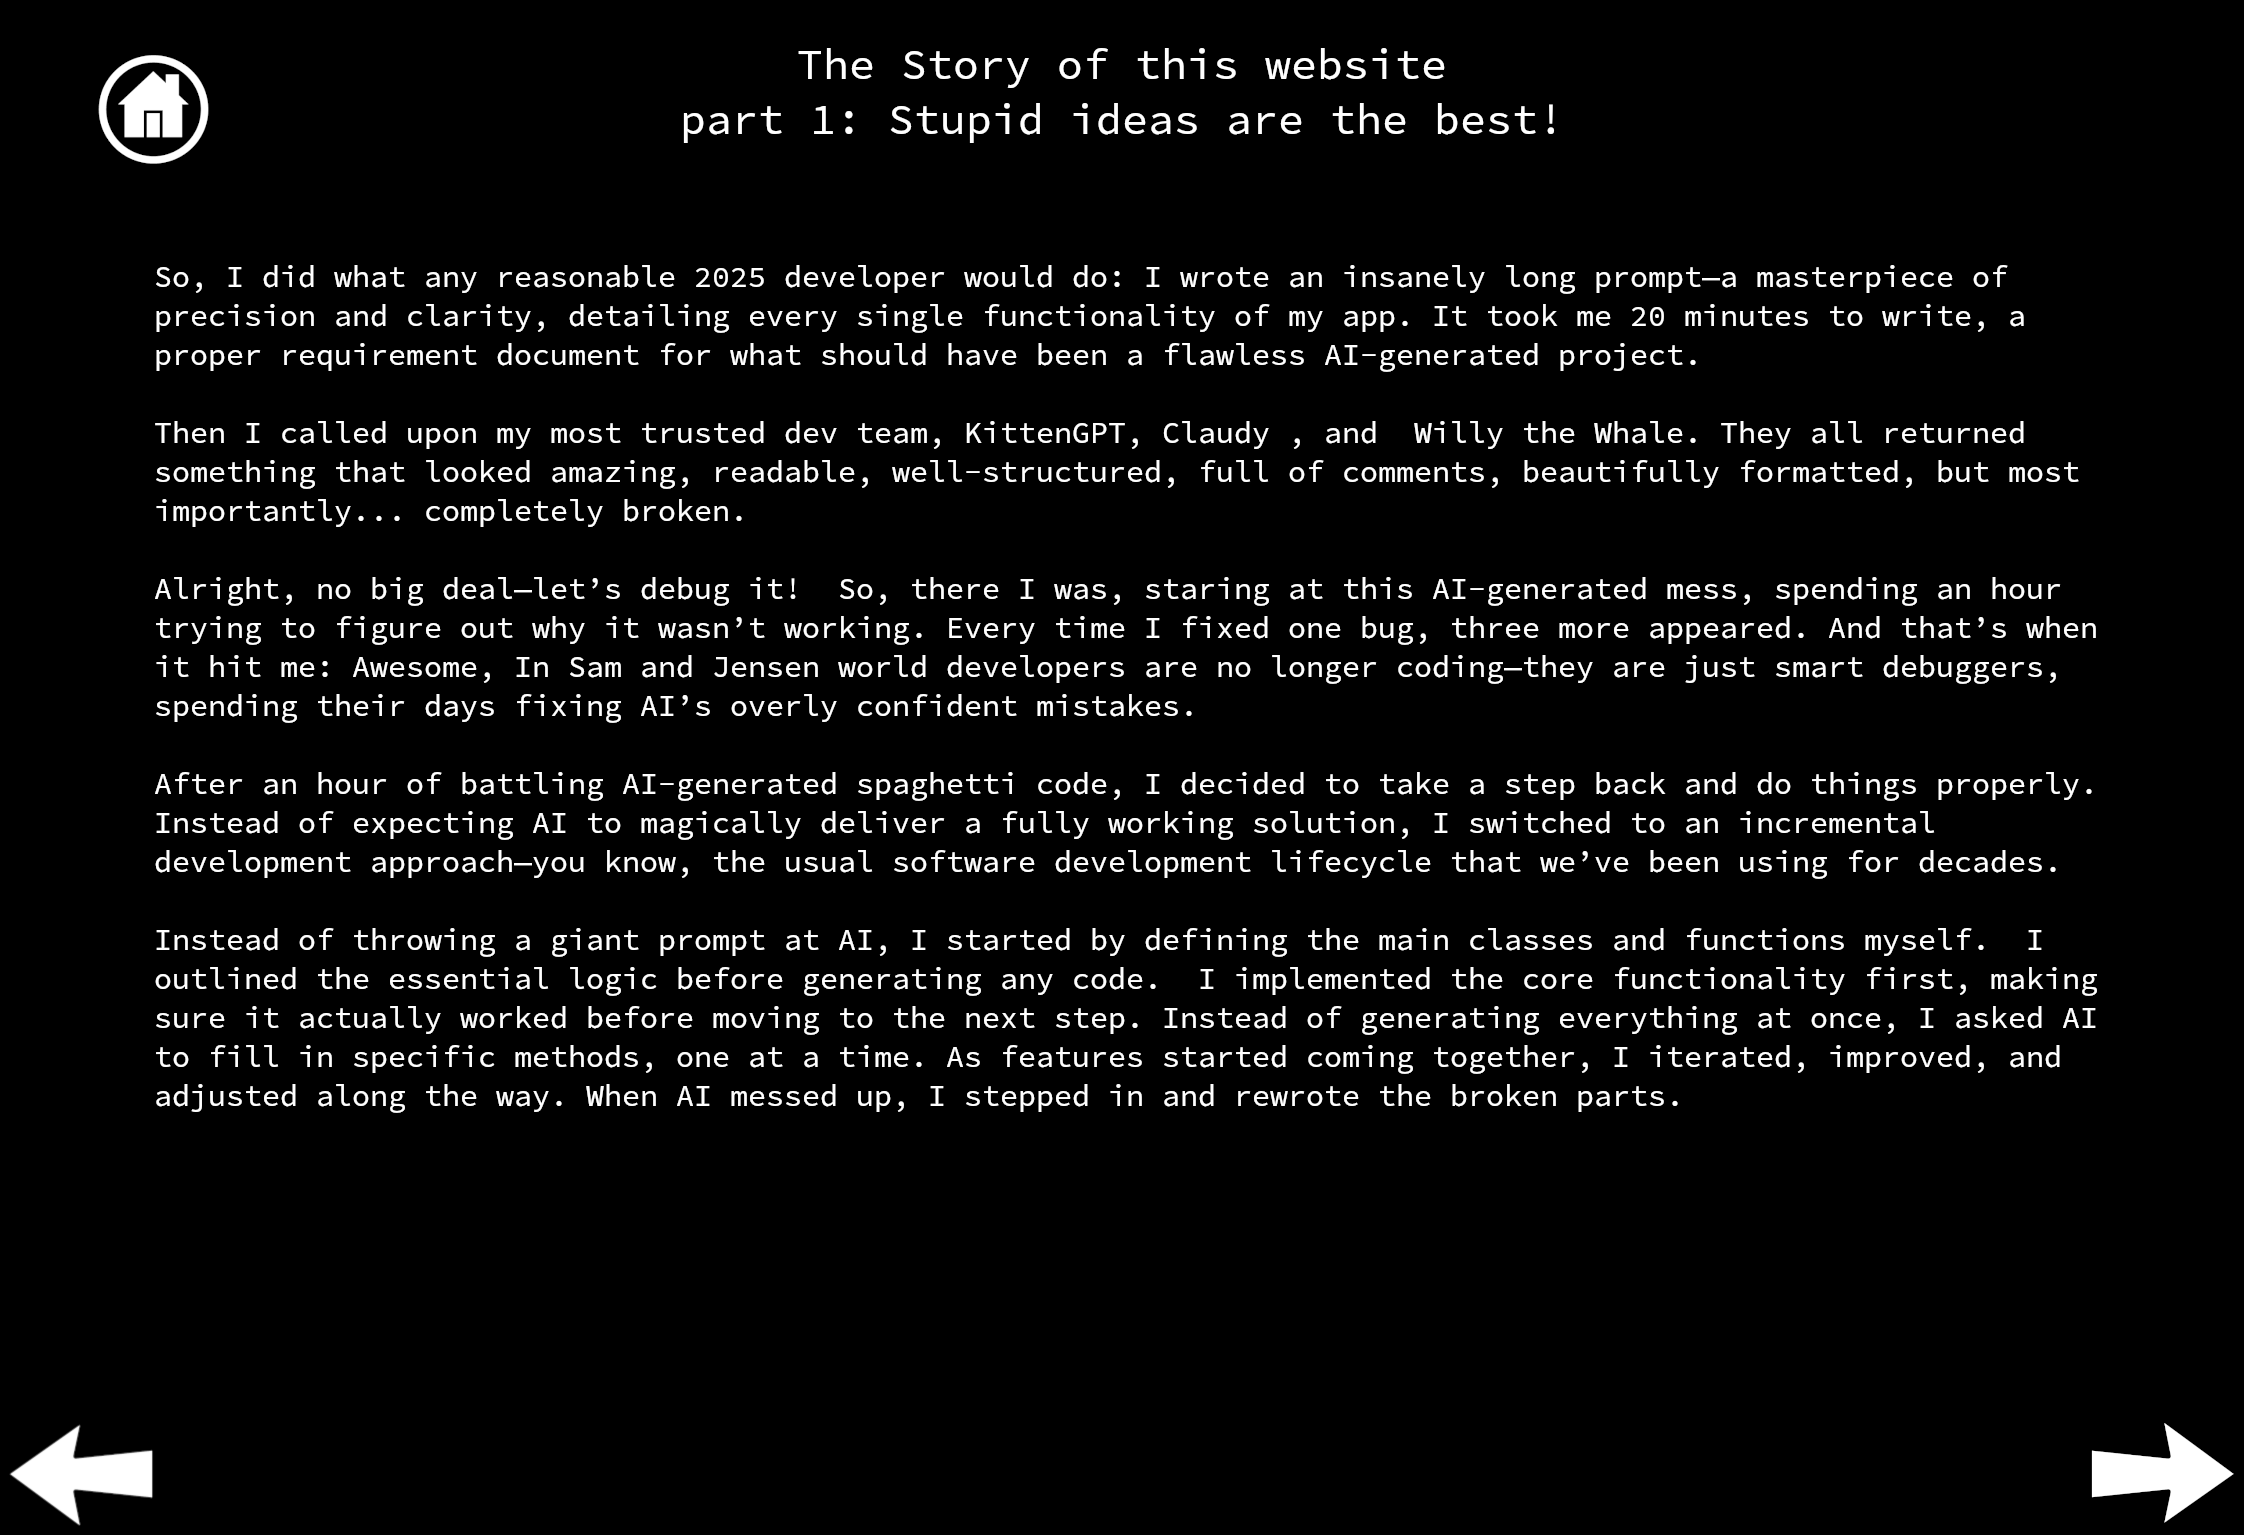 The Story of this website
part 1: Stupid ideas are the best!
So, I did what any reasonable 2025 developer would do: I wrote an insanely long prompt—a masterpiece of
precision and clarity, detailing every single functionality of my app. It took me 20 minutes to write, a
proper requirement document for what should have been a flawless AI-generated project.
Then I called upon my most trusted dev team, KittenGPT, Claudy , and  Willy the Whale. They all returned
something that looked amazing, readable, well-structured, full of comments, beautifully formatted, but most
importantly... completely broken.
Alright, no big deal—let’s debug it!  So, there I was, staring at this AI-generated mess, spending an hour
trying to figure out why it wasn’t working. Every time I fixed one bug, three more appeared. And that’s when
it hit me: Awesome, In Sam and Jensen world developers are no longer coding—they are just smart debuggers,
spending their days fixing AI’s overly confident mistakes.
After an hour of battling AI-generated spaghetti code, I decided to take a step back and do things properly.
Instead of expecting AI to magically deliver a fully working solution, I switched to an incremental
development approach—you know, the usual software development lifecycle that we’ve been using for decades.
Instead of throwing a giant prompt at AI, I started by defining the main classes and functions myself.  I
outlined the essential logic before generating any code.  I implemented the core functionality first, making
sure it actually worked before moving to the next step. Instead of generating everything at once, I asked AI
to fill in specific methods, one at a time. As features started coming together, I iterated, improved, and
adjusted along the way. When AI messed up, I stepped in and rewrote the broken parts.